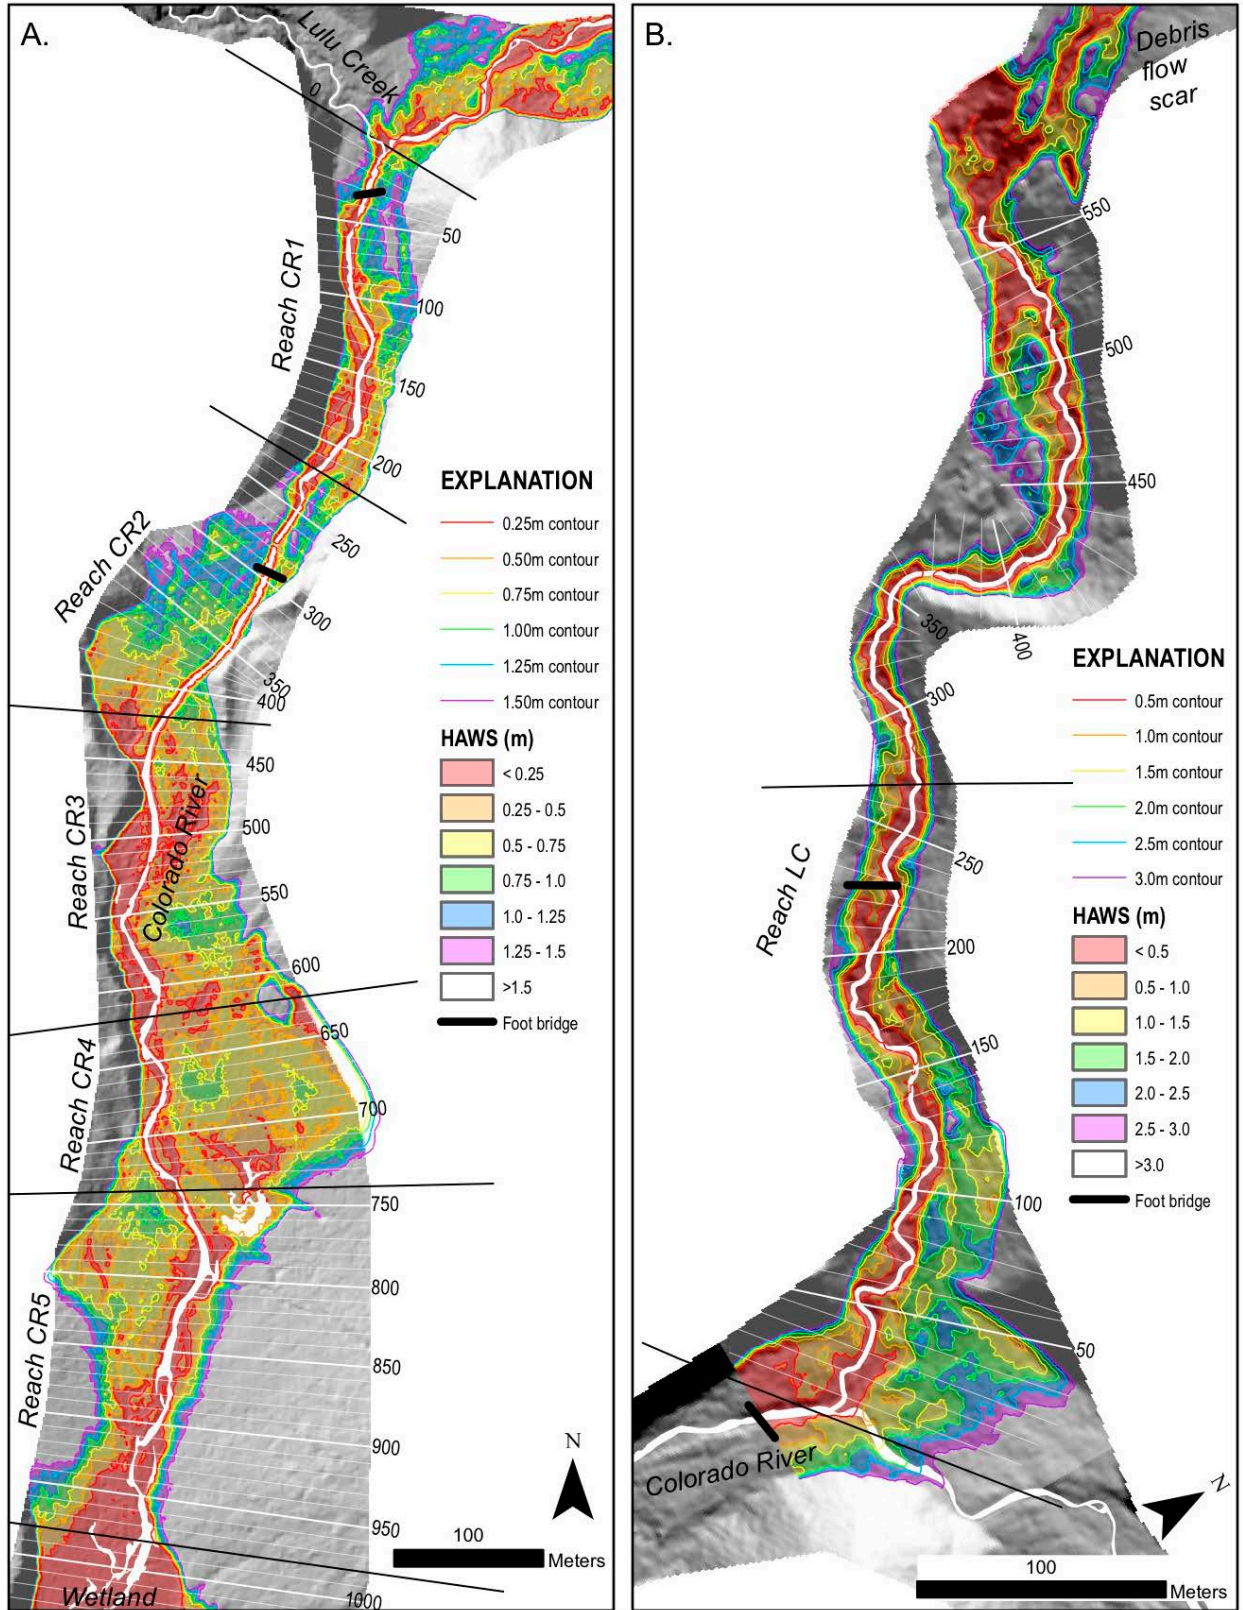 A.
Lulu Creek
0
50
100
150
200
250
300
350
400
450
500
550
600
650
700
750
800
850
900
950
1000
Reach CR1
Reach CR2
Reach CR3
Colorado River
Reach CR4
Reach CR5
Wetland
EXPLANATION
0.25m contour
0.50m contour
0.75m contour
1.00m contour
1.25m contour
1.50m contour
HAWS (m)
< 0.25
0.25 - 0.5
0.5 - 0.75
0.75 - 1.0
1.0 - 1.25
1.25 - 1.5
>1.5
Foot bridge
N
100
Meters
B.
Debris
flow
scar
550
500
450
400
350
300
250
200
150
100
50
Reach LC
Colorado River
EXPLANATION
0.5m contour
1.0m contour
1.5m contour
2.0m contour
2.5m contour
3.0m contour
HAWS (m)
< 0.5
0.5 - 1.0
1.0 - 1.5
1.5 - 2.0
2.0 - 2.5
2.5 - 3.0
>3.0
Foot bridge
N
100
Meters